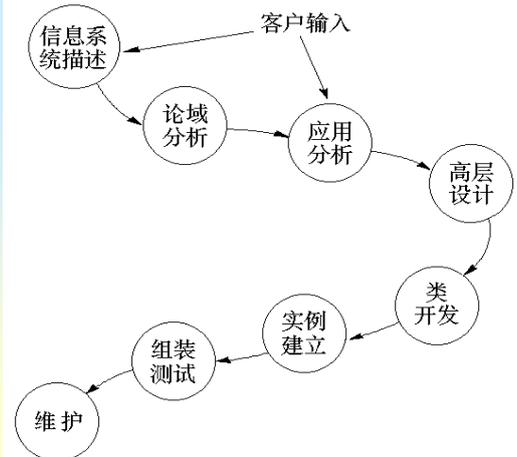 客户输入
信息系
统描述
论域
分析
应用
分析
高层
设计
类
开发
实例
建立
组装
测试
维护